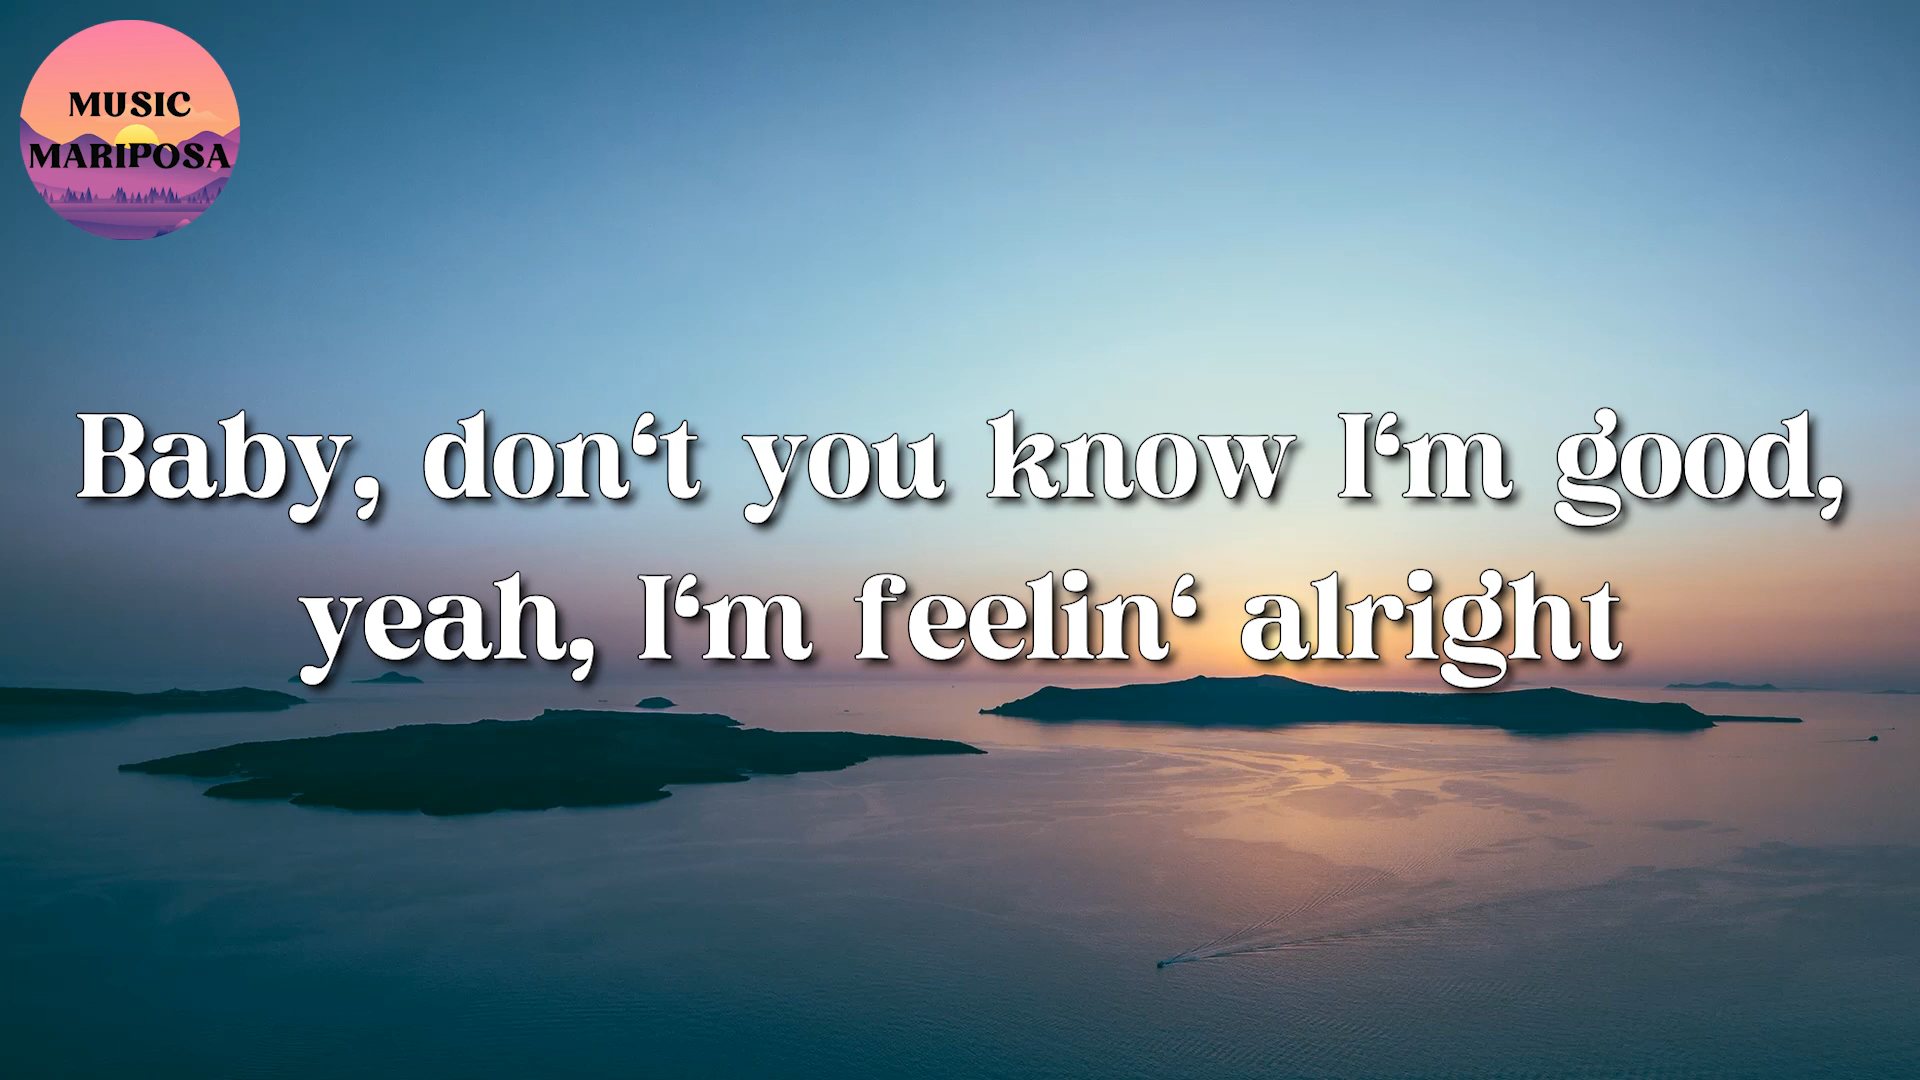 MUSIC
MARIPOSA
Baby, don‘t you know I‘m good,
yeah, I‘m feelin‘ alright